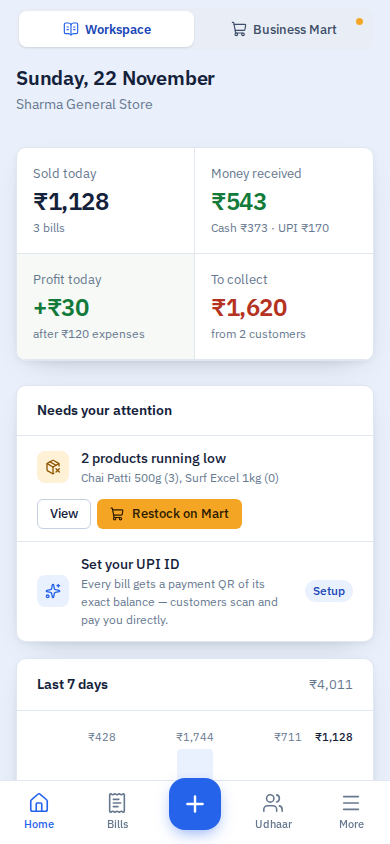 Workspace
Business Mart
Sunday, 22 November
Sharma General Store
Sold today
₹1,128
3 bills
Money received
₹543
Cash ₹373 · UPI ₹170
Profit today
+₹30
after ₹120 expenses
To collect
₹1,620
from 2 customers
Needs your attention
2 products running low
Chai Patti 500g (3), Surf Excel 1kg (0)
View
Restock on Mart
Set your UPI ID
Every bill gets a payment QR of its
exact balance — customers scan and
pay you directly.
Setup
Last 7 days
₹4,011
₹428
₹1,744
₹711
₹1,128
Home
Bills
Udhaar
More